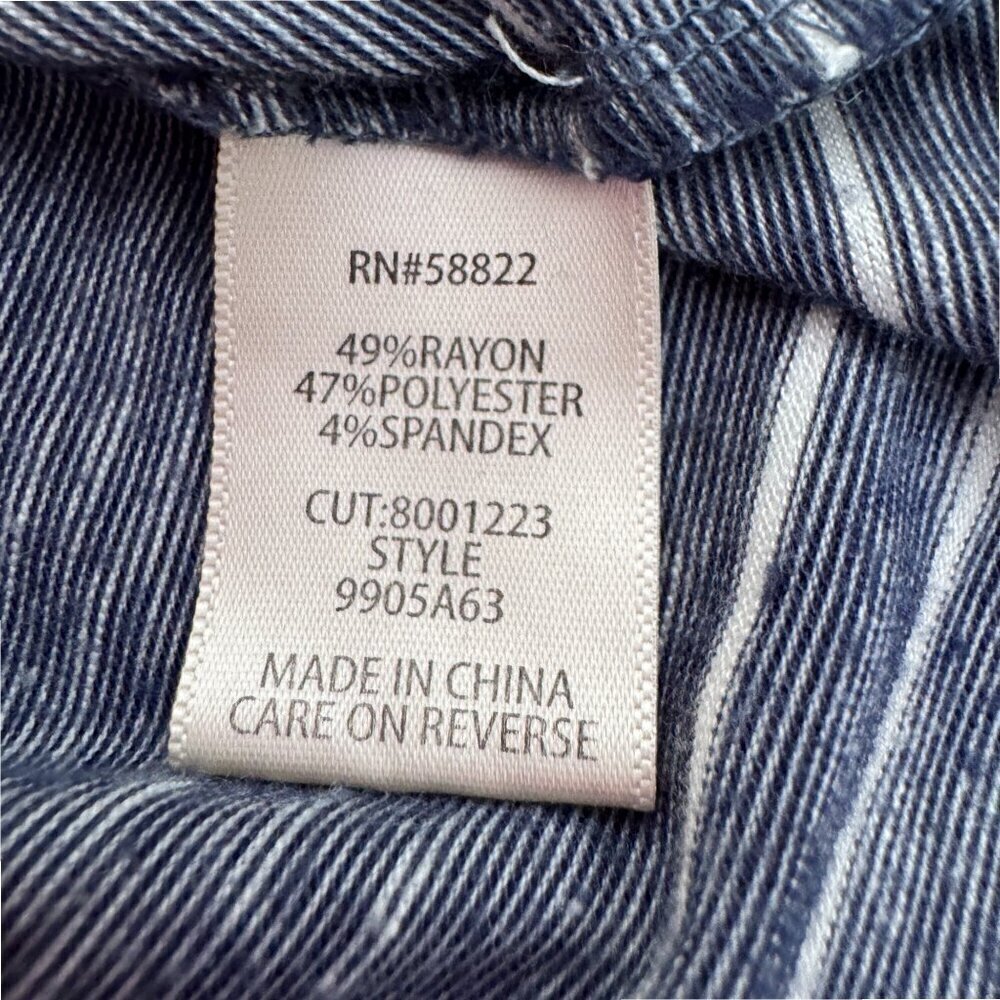 RN#58822
49%RAYON
47%POLYESTER
4%SPANDEX
CUT:8001223
STYLE
9905A63
MADE IN CHINA
CARE ON REVERSE